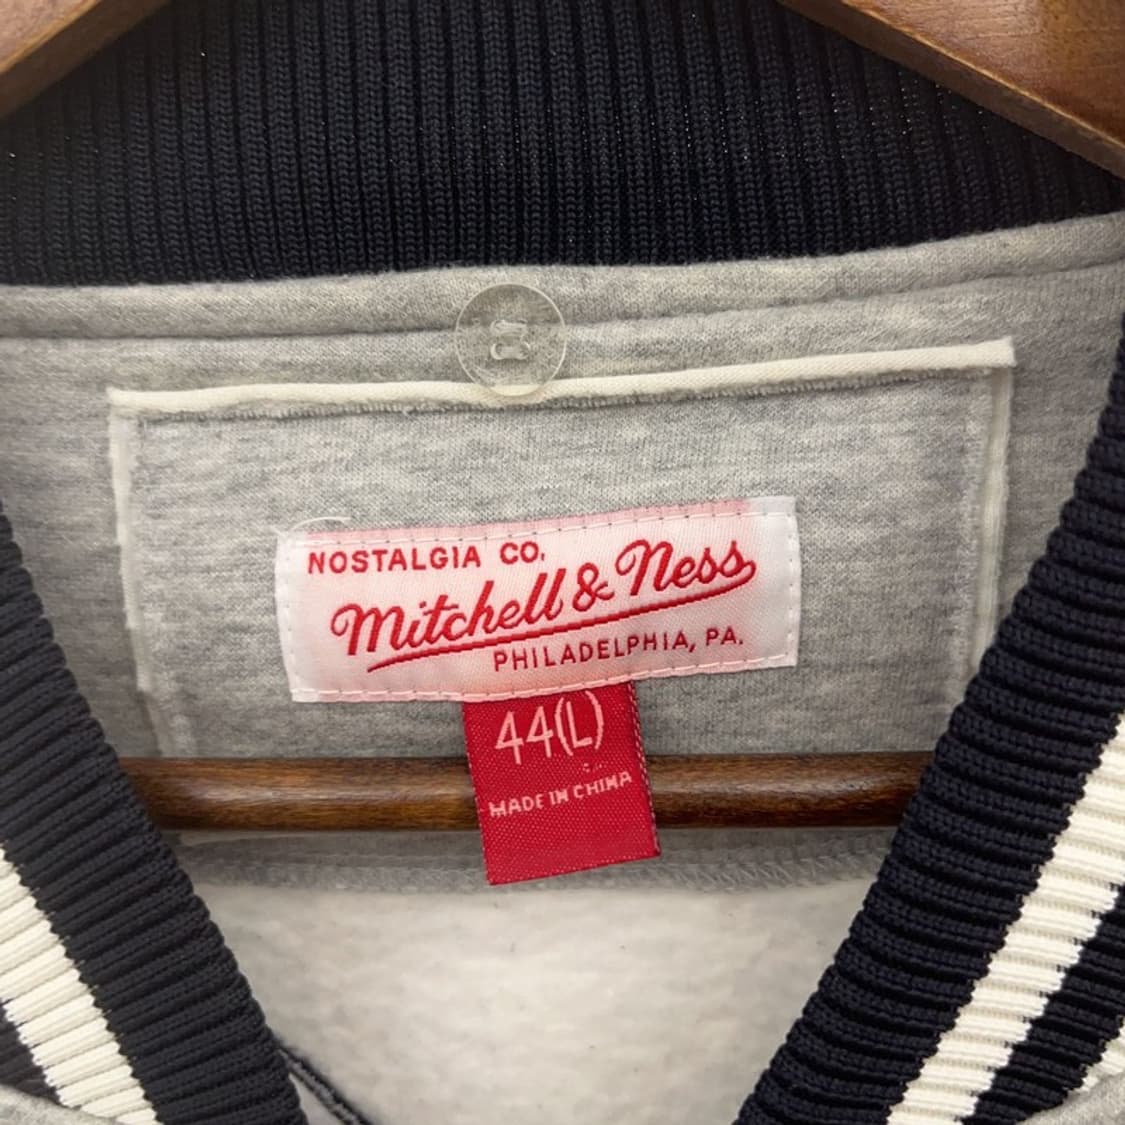 NOSTALGIA CO.
Mitchell & Ness
PHILADELPHIA, PA.
44(L)
MADE IN CHINA